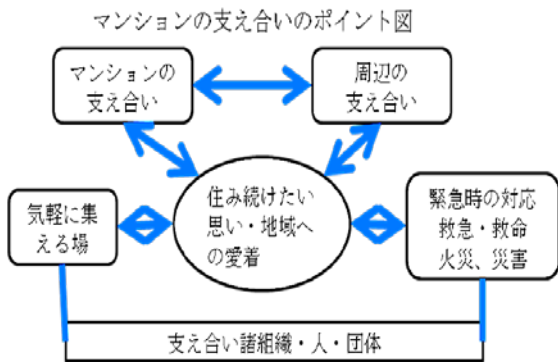 マンションの支え合いのポイント図
マンションの
支え合い
周辺の
支え合い
住み続けたい
思い・地域へ
の愛着
気軽に集
える場
緊急時の対応
救急・救命
火災、災害
支え合い諸組織・人・団体